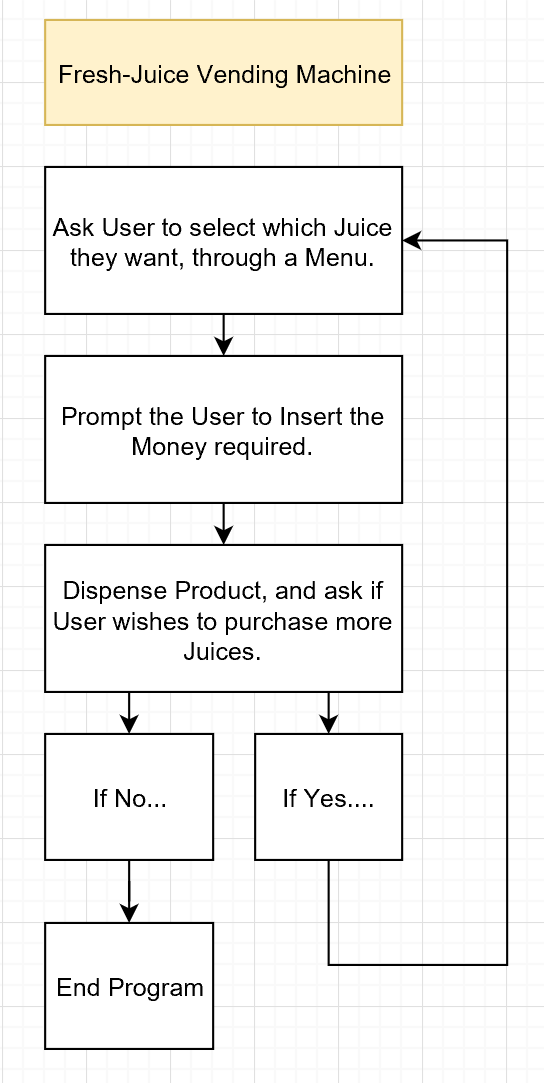 Fresh-Juice Vending Machine
Ask User to select which Juice
they want, through a Menu.
Prompt the User to Insert the
Money required.
Dispense Product, and ask if
User wishes to purchase more
Juices.
If No...
If Yes....
End Program